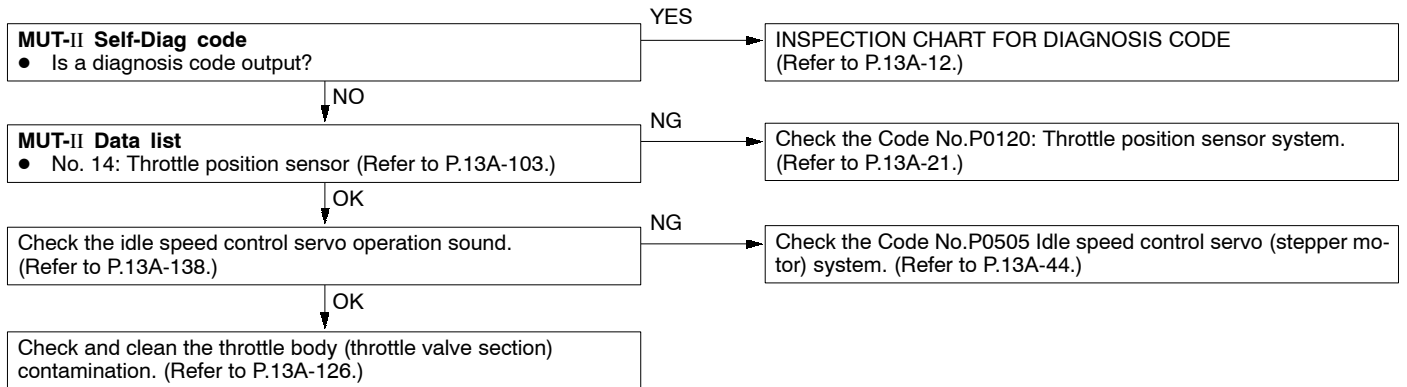 YES
MUT-II Self-Diag code
● Is a diagnosis code output?
INSPECTION CHART FOR DIAGNOSIS CODE
(Refer to P.13A-12.)
NO
NG
MUT-II Data list
● No. 14: Throttle position sensor (Refer to P.13A-103.)
Check the Code No.P0120: Throttle position sensor system.
(Refer to P.13A-21.)
OK
NG
Check the idle speed control servo operation sound.
(Refer to P.13A-138.)
Check the Code No.P0505 Idle speed control servo (stepper mo-
tor) system. (Refer to P.13A-44.)
OK
Check and clean the throttle body (throttle valve section)
contamination. (Refer to P.13A-126.)